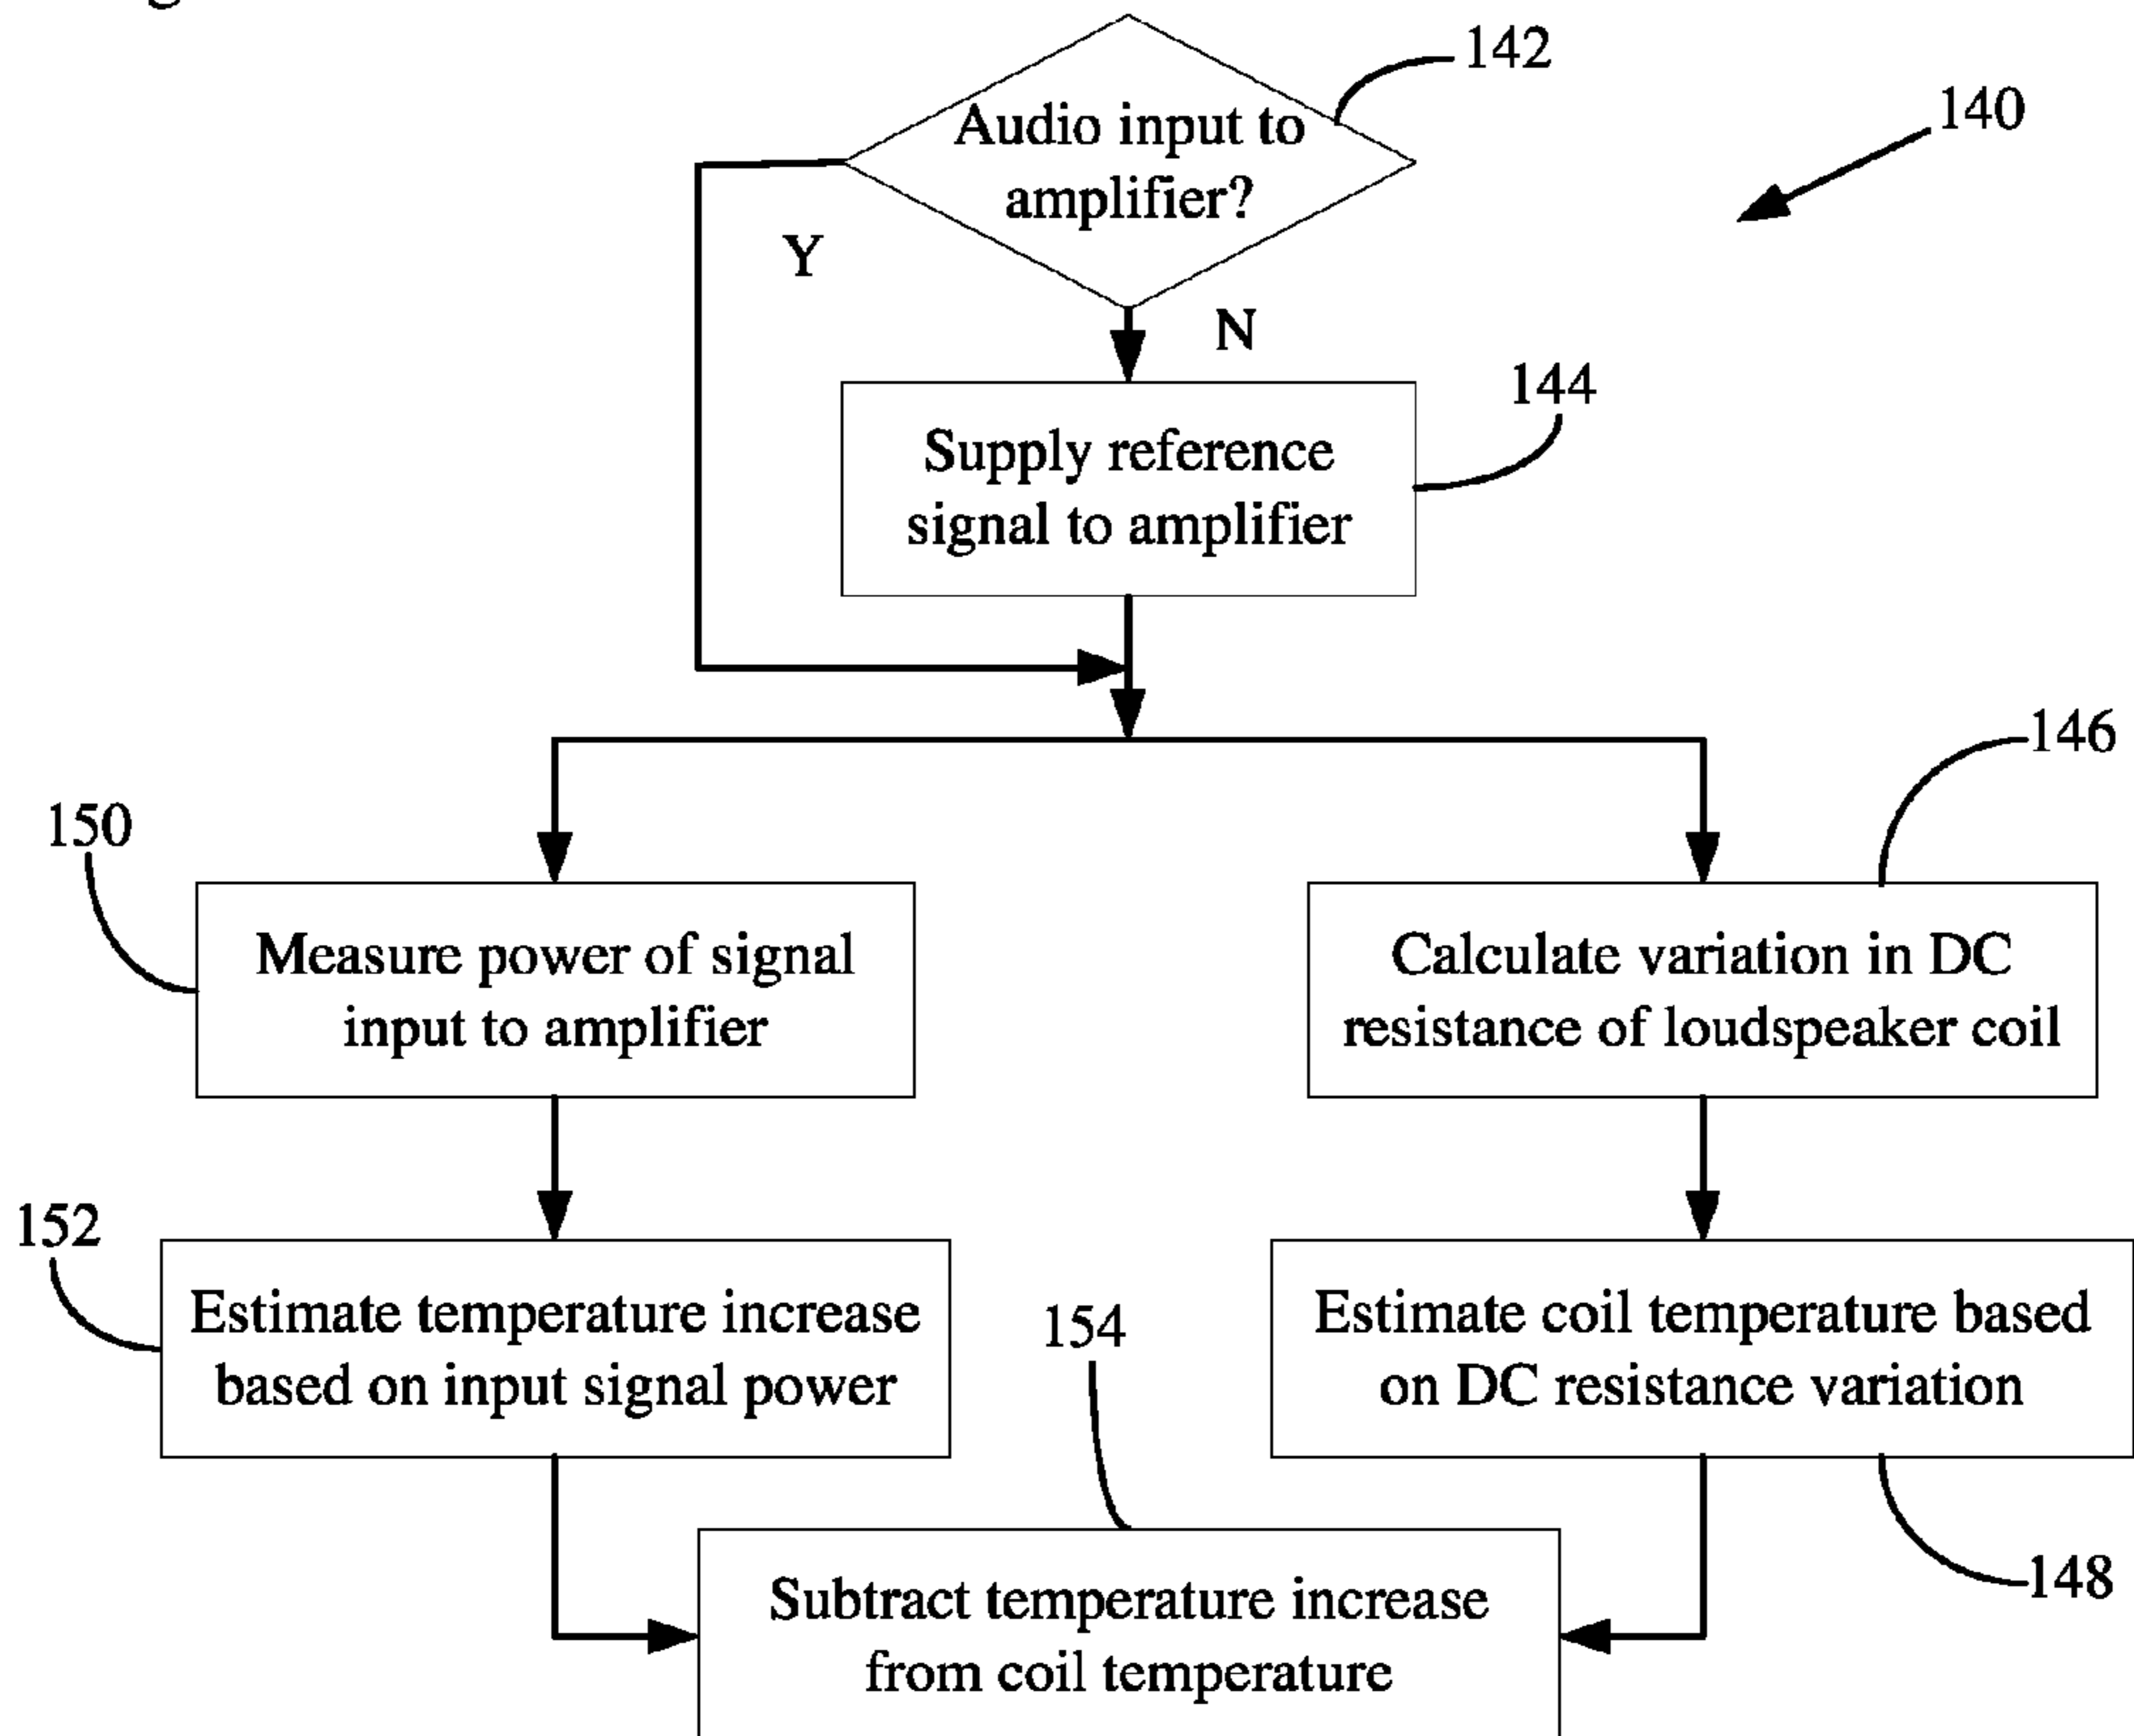 142
140
Audio input to
amplifier?
Y
N
144
Supply reference
signal to amplifier
146
150
Measure power of signal
input to amplifier
Calculate variation in DC
resistance of loudspeaker coil
152
154
Estimate temperature increase
based on input signal power
Estimate coil temperature based
on DC resistance variation
148
Subtract temperature increase
from coil temperature